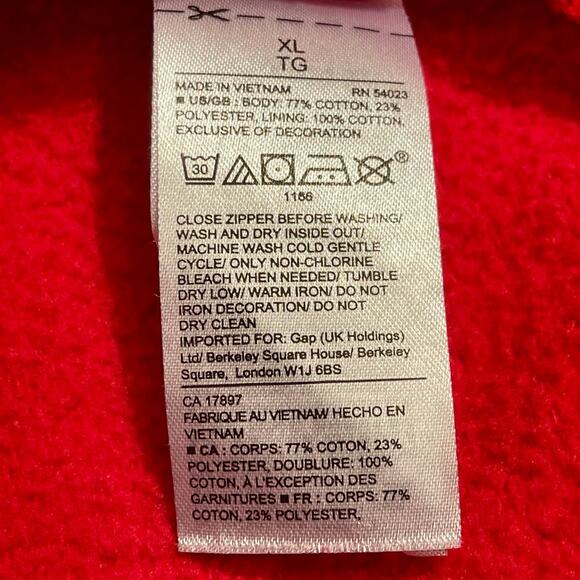 XL
TG
MADE IN VIETNAM RN 54023
■ US/GB : BODY: 77% COTTON, 23%
POLYESTER, LINING: 100% COTTON,
EXCLUSIVE OF DECORATION
30
®
1166
CLOSE ZIPPER BEFORE WASHING/
WASH AND DRY INSIDE OUT/
MACHINE WASH COLD GENTLE
CYCLE/ ONLY NON-CHLORINE
BLEACH WHEN NEEDED/ TUMBLE
DRY LOW/ WARM IRON/ DO NOT
IRON DECORATION/ DO NOT
DRY CLEAN
IMPORTED FOR: Gap (UK Holdings)
Ltd/ Berkeley Square House/ Berkeley
Square, London W1J 6BS
CA 17897
FABRIQUE AU VIETNAM/ HECHO EN
VIETNAM
■ CA : CORPS: 77% COTON, 23%
POLYESTER, DOUBLURE: 100%
COTON, À L'EXCEPTION DES
GARNITURES ■ FR : CORPS: 77%
COTON, 23% POLYESTER,